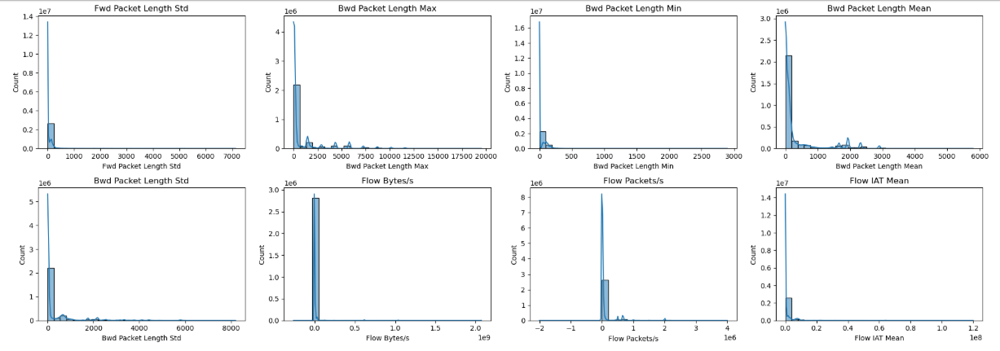 Fwd Packet Length Std
1e7
1.4
1.2
1.0
0.8
0.6
0.4
0.2
0.0
Count
0 1000 2000 3000 4000 5000 6000 7000
Fwd Packet Length Std
Bwd Packet Length Max
1e6
4
3
2
1
0
Count
0 2500 5000 7500 10000 12500 15000 17500 20000
Bwd Packet Length Max
Bwd Packet Length Min
1e7
1.6
1.4
1.2
1.0
0.8
0.6
0.4
0.2
0.0
Count
0 500 1000 1500 2000 2500 3000
Bwd Packet Length Min
Bwd Packet Length Mean
1e6
3.0
2.5
2.0
1.5
1.0
0.5
0.0
Count
0 1000 2000 3000 4000 5000 6000
Bwd Packet Length Mean
Bwd Packet Length Std
1e6
5
4
3
2
1
0
Count
0 2000 4000 6000 8000
Bwd Packet Length Std
Flow Bytes/s
1e6
3.0
2.5
2.0
1.5
1.0
0.5
0.0
Count
0.0 0.5 1.0 1.5 2.0
1e9
Flow Bytes/s
Flow Packets/s
1e6
8
7
6
5
4
3
2
1
0
Count
−2 −1 0 1 2 3 4
1e6
Flow Packets/s
Flow IAT Mean
1e7
1.4
1.2
1.0
0.8
0.6
0.4
0.2
0.0
Count
0.0 0.2 0.4 0.6 0.8 1.0 1.2
1e8
Flow IAT Mean